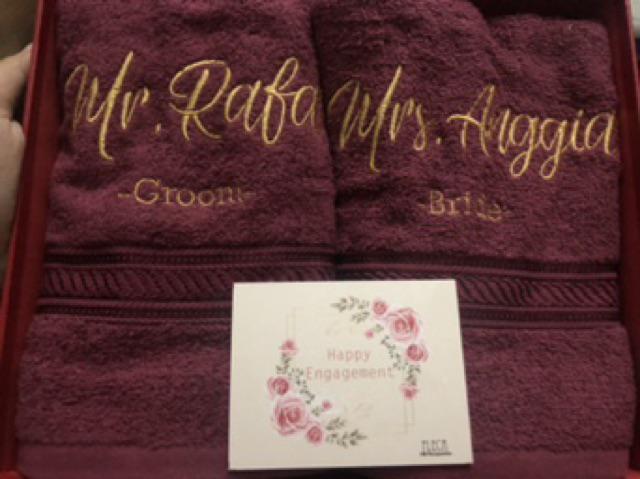 Mr. Rafa
-Groom-
Mrs. Anggia
-Bride-
Happy
Engagement